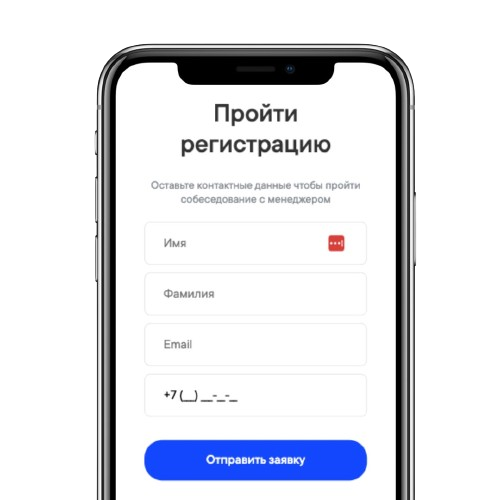 Пройти
регистрацию
Оставьте контактные данные чтобы пройти
собеседование с менеджером
Имя
Фамилия
Email
+7 (__) __-_-_
Отправить заявку